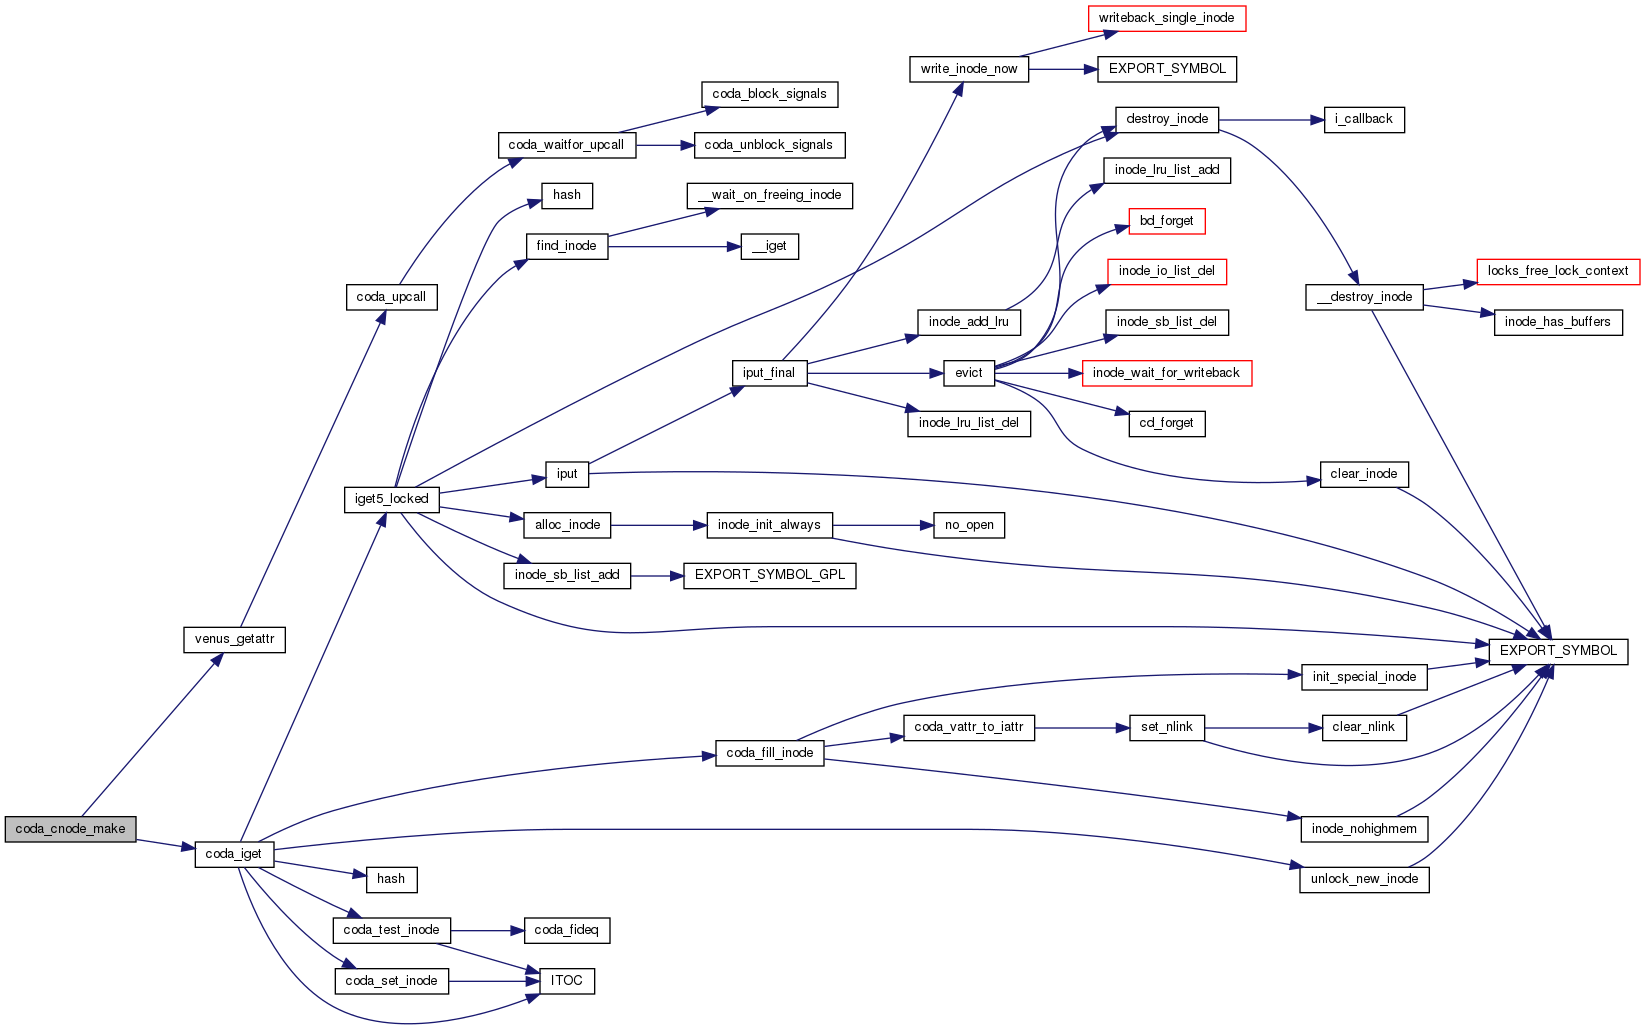 writeback_single_inode
write_inode_now
EXPORT_SYMBOL
coda_block_signals
destroy_inode
i_callback
coda_waitfor_upcall
coda_unblock_signals
inode_lru_list_add
hash
__wait_on_freeing_inode
bd_forget
find_inode
__iget
inode_io_list_del
locks_free_lock_context
coda_upcall
__destroy_inode
inode_add_lru
inode_sb_list_del
inode_has_buffers
iput_final
evict
inode_wait_for_writeback
inode_lru_list_del
cd_forget
iput
clear_inode
iget5_locked
alloc_inode
inode_init_always
no_open
inode_sb_list_add
EXPORT_SYMBOL_GPL
venus_getattr
EXPORT_SYMBOL
init_special_inode
coda_vattr_to_iattr
set_nlink
clear_nlink
coda_fill_inode
coda_cnode_make
inode_nohighmem
coda_iget
hash
unlock_new_inode
coda_test_inode
coda_fideq
coda_set_inode
ITOC